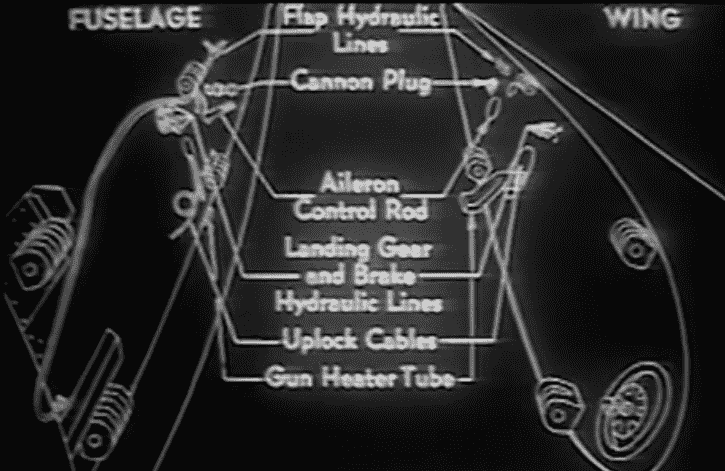 FUSELAGE
WING
Flap Hydraulic
Lines
Cannon Plug
Aileron
Control Rod
Landing Gear
and Brake
Hydraulic Lines
Uplock Cables
Gun Heater Tube